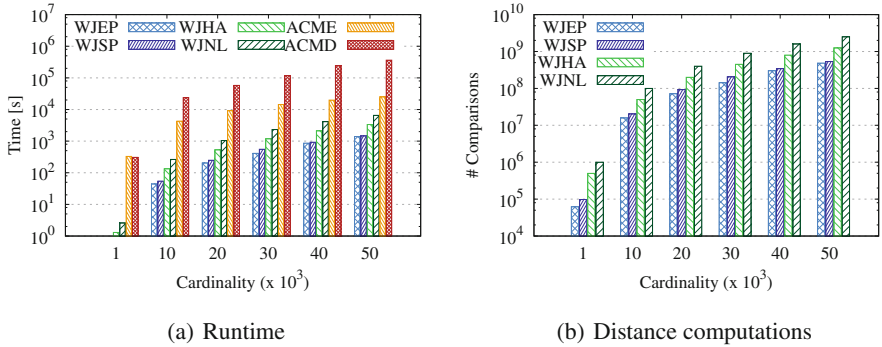 WJEP WJHA ACME
WJSP WJNL ACMD
Time [s]
10^7
10^6
10^5
10^4
10^3
10^2
10^1
10^0
1 10 20 30 40 50
Cardinality (x 10^3)
(a) Runtime
WJEP
WJSP
WJHA
WJNL
# Comparisons
10^10
10^9
10^8
10^7
10^6
10^5
10^4
1 10 20 30 40 50
Cardinality (x 10^3)
(b) Distance computations